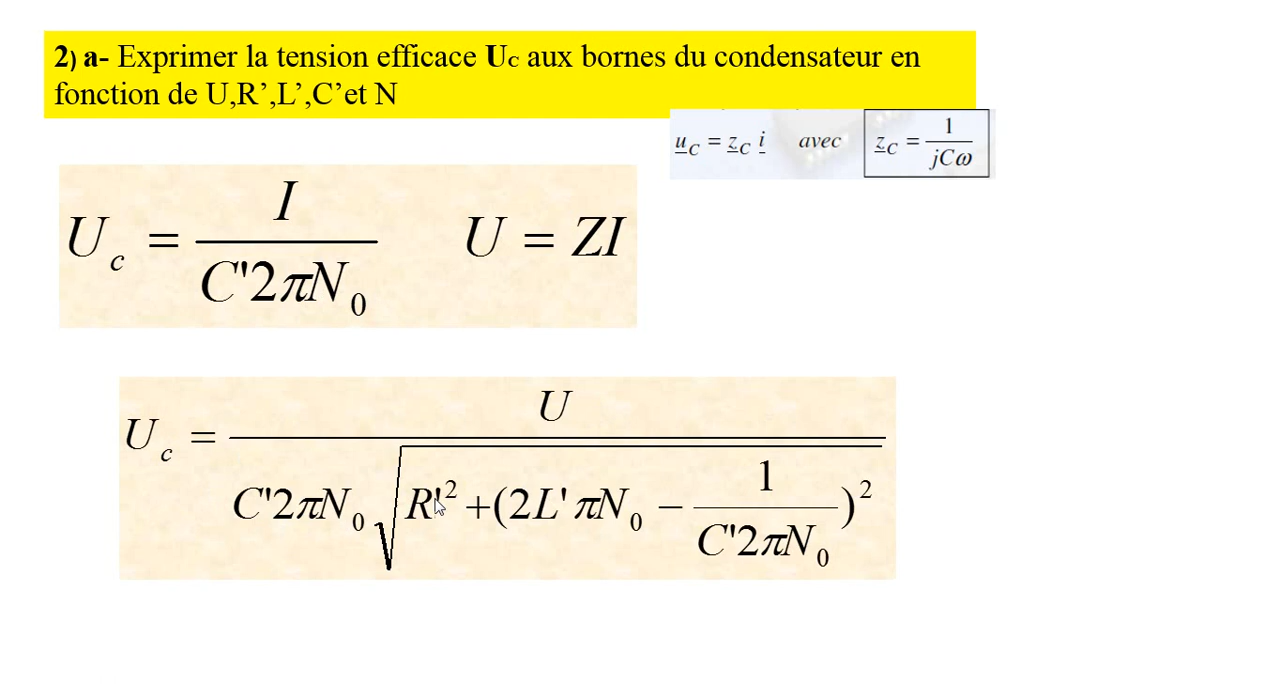 2) a- Exprimer la tension efficace Uc aux bornes du condensateur en
fonction de U,R’,L’,C’et N
u_C = z_C i avec z_C = 1/(jCω)
U_c = I/(C'2πN_0) U = ZI
U_c = U/(C'2πN_0 √(R'² +(2L'πN_0 − 1/(C'2πN_0))²))